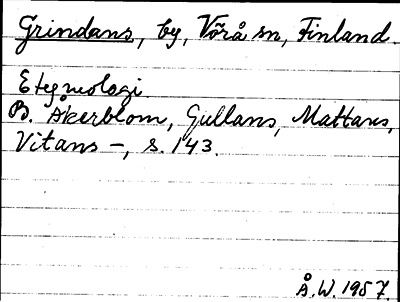 Grindans, by, Vörå sn, Finland.
Etymologi
B. Åkerblom, Gullans, Mattans,
Vitans –, s. 143.
Å.W. 1957.